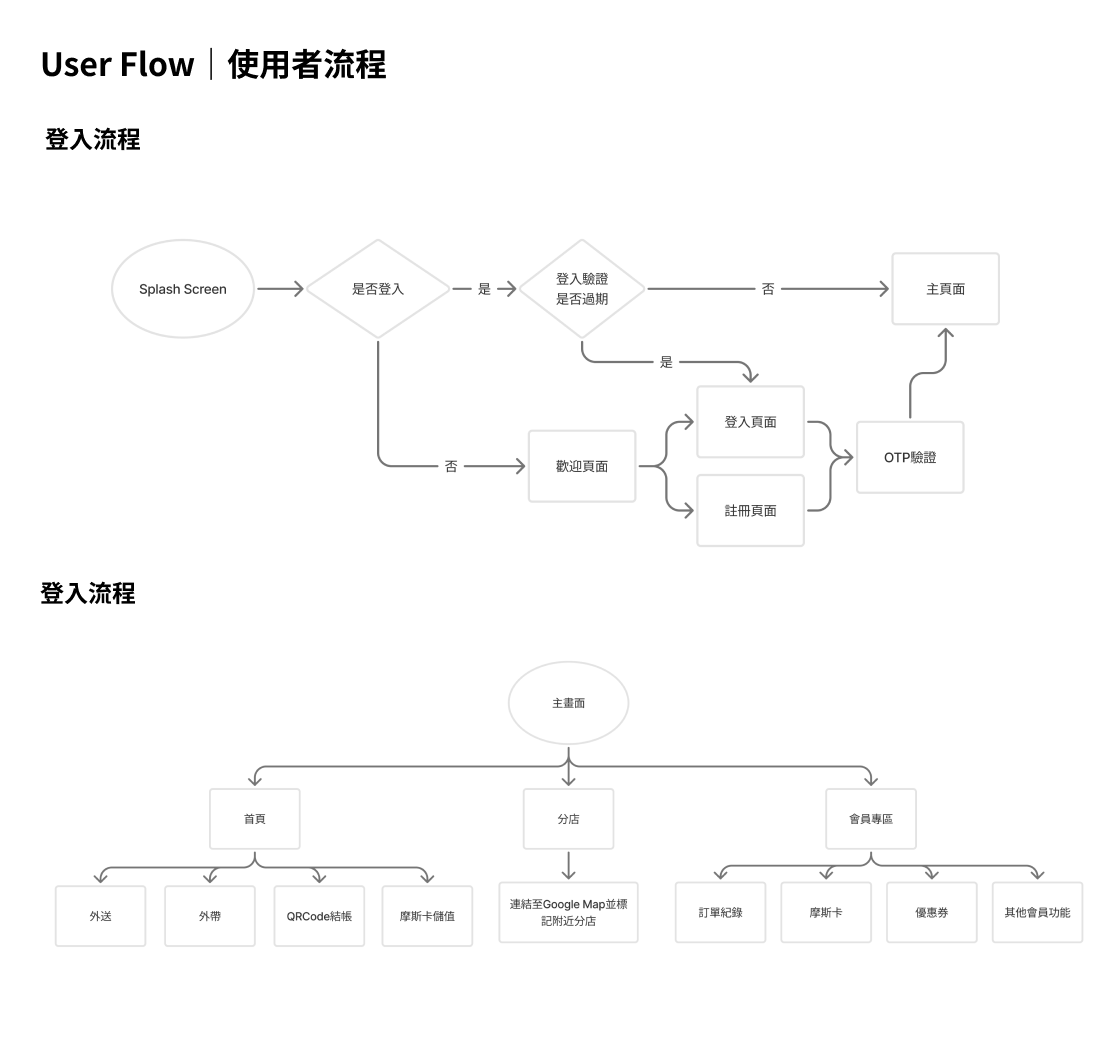 User Flow｜使用者流程
登入流程
Splash Screen
是否登入
是
登入驗證
是否過期
否
主頁面
是
登入頁面
否
歡迎頁面
OTP驗證
註冊頁面
登入流程
主畫面
首頁
分店
會員專區
外送
外帶
QRCode結帳
摩斯卡儲值
連結至Google Map並標
記附近分店
訂單紀錄
摩斯卡
優惠券
其他會員功能